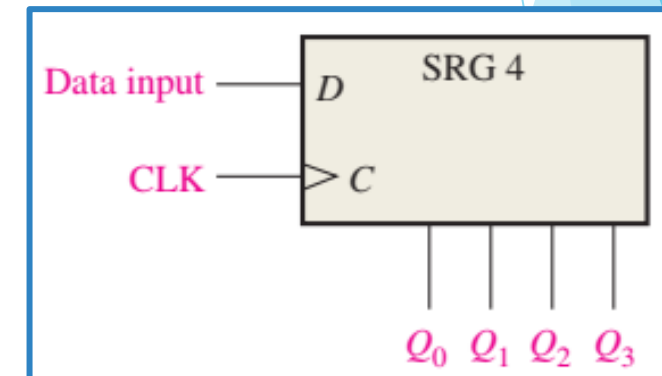 Data input
D
SRG 4
CLK
C
Q₀ Q₁ Q₂ Q₃